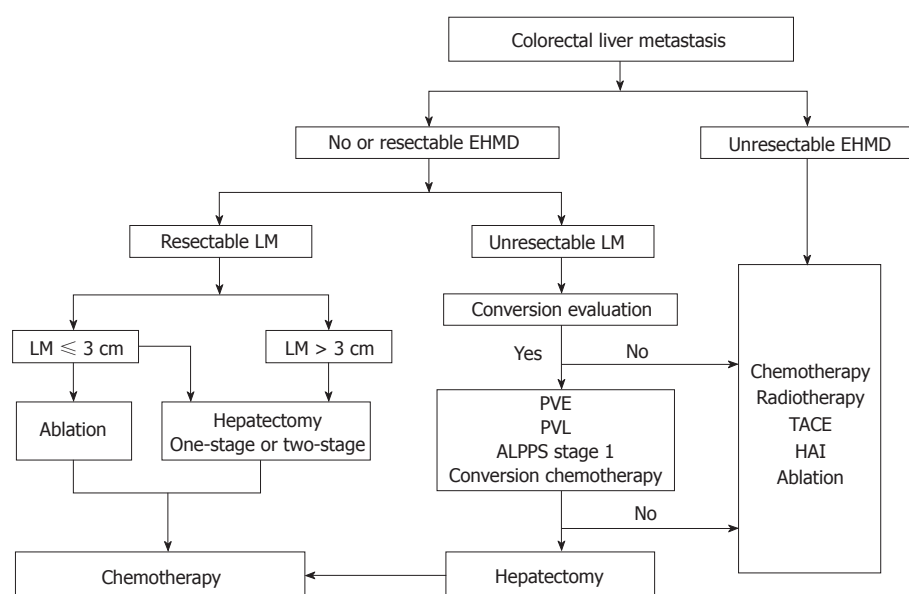 Colorectal liver metastasis
No or resectable EHMD
Unresectable EHMD
Resectable LM
Unresectable LM
Conversion evaluation
LM ≤ 3 cm
LM > 3 cm
Yes
No
Ablation
Hepatectomy
One-stage or two-stage
PVE
PVL
ALPPS stage 1
Conversion chemotherapy
Chemotherapy
Radiotherapy
TACE
HAI
Ablation
No
Chemotherapy
Hepatectomy